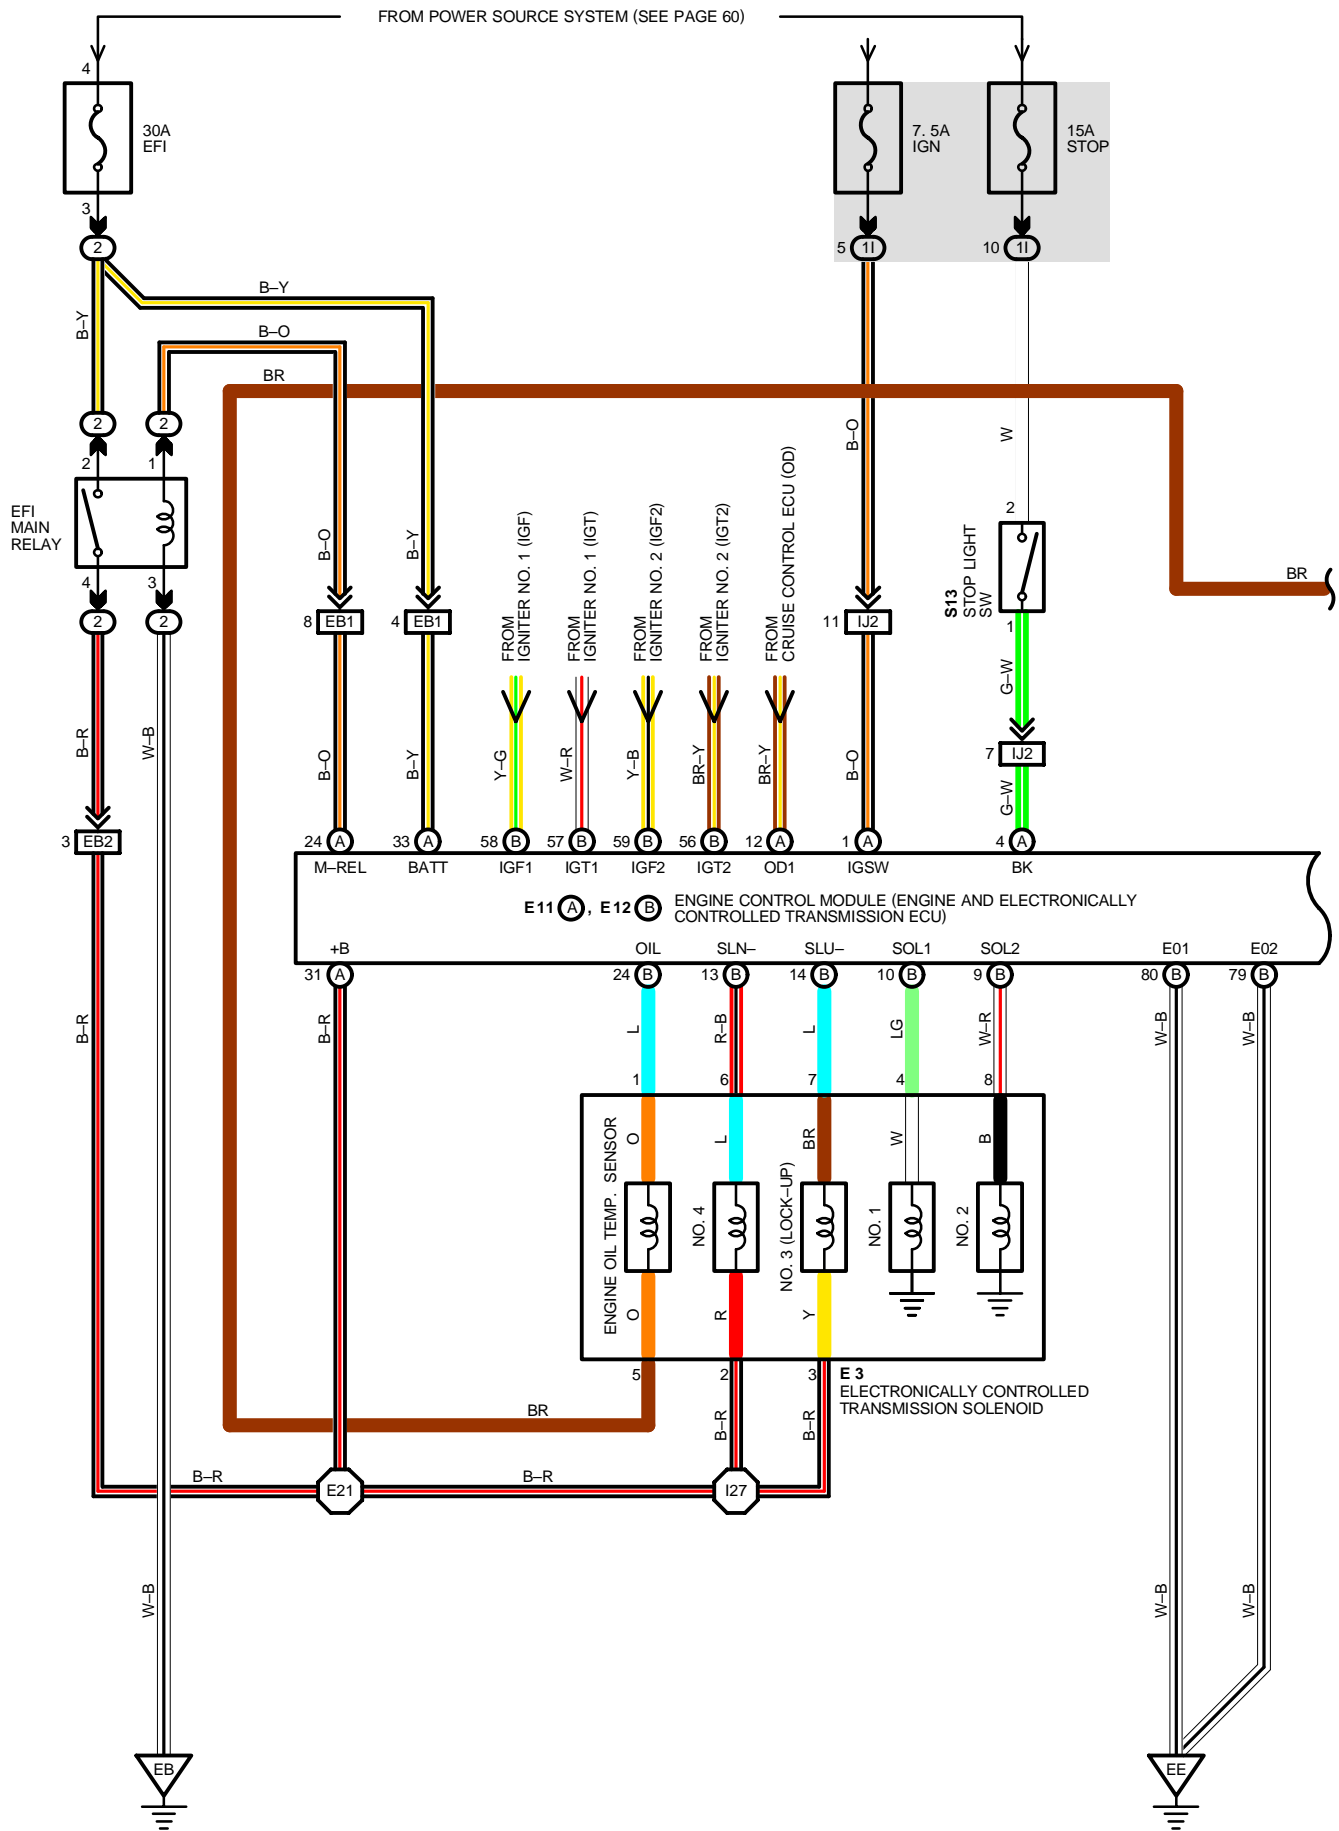 FROM POWER SOURCE SYSTEM (SEE PAGE 60)
4
30A
EFI
7. 5A
IGN
15A
STOP
3
2
5 1I
10 1I
B–Y
B–Y
B–O
BR
2
2
B–O
W
2
1
EFI
MAIN
RELAY
2
S13
STOP LIGHT
SW
BR
B–O
B–Y
FROM
IGNITER NO. 1 (IGF)
FROM
IGNITER NO. 1 (IGT)
FROM
IGNITER NO. 2 (IGF2)
FROM
IGNITER NO. 2 (IGT2)
FROM
CRUISE CONTROL ECU (OD)
4
3
2
2
8 EB1
4 EB1
11 IJ2
1
G–W
B–R
W–B
B–O
B–Y
Y–G
W–R
Y–B
BR–Y
BR–Y
B–O
7 IJ2
G–W
3 EB2
24 A
33 A
58 B
57 B
59 B
56 B
12 A
1 A
4 A
M–REL
BATT
IGF1
IGT1
IGF2
IGT2
OD1
IGSW
BK
E11 A , E12 B ENGINE CONTROL MODULE (ENGINE AND ELECTRONICALLY
CONTROLLED TRANSMISSION ECU)
+B
OIL
SLN–
SLU–
SOL1
SOL2
E01
E02
31 A
24 B
13 B
14 B
10 B
9 B
80 B
79 B
B–R
B–R
L
R–B
L
LG
W–R
W–B
W–B
1
6
7
4
8
ENGINE OIL TEMP. SENSOR
O
L
BR
W
B
NO. 4
NO. 3 (LOCK–UP)
NO. 1
NO. 2
O
R
Y
5
2
3
E 3
ELECTRONICALLY CONTROLLED
TRANSMISSION SOLENOID
BR
B–R
B–R
B–R
E21
B–R
I27
W–B
W–B
W–B
EB
EE